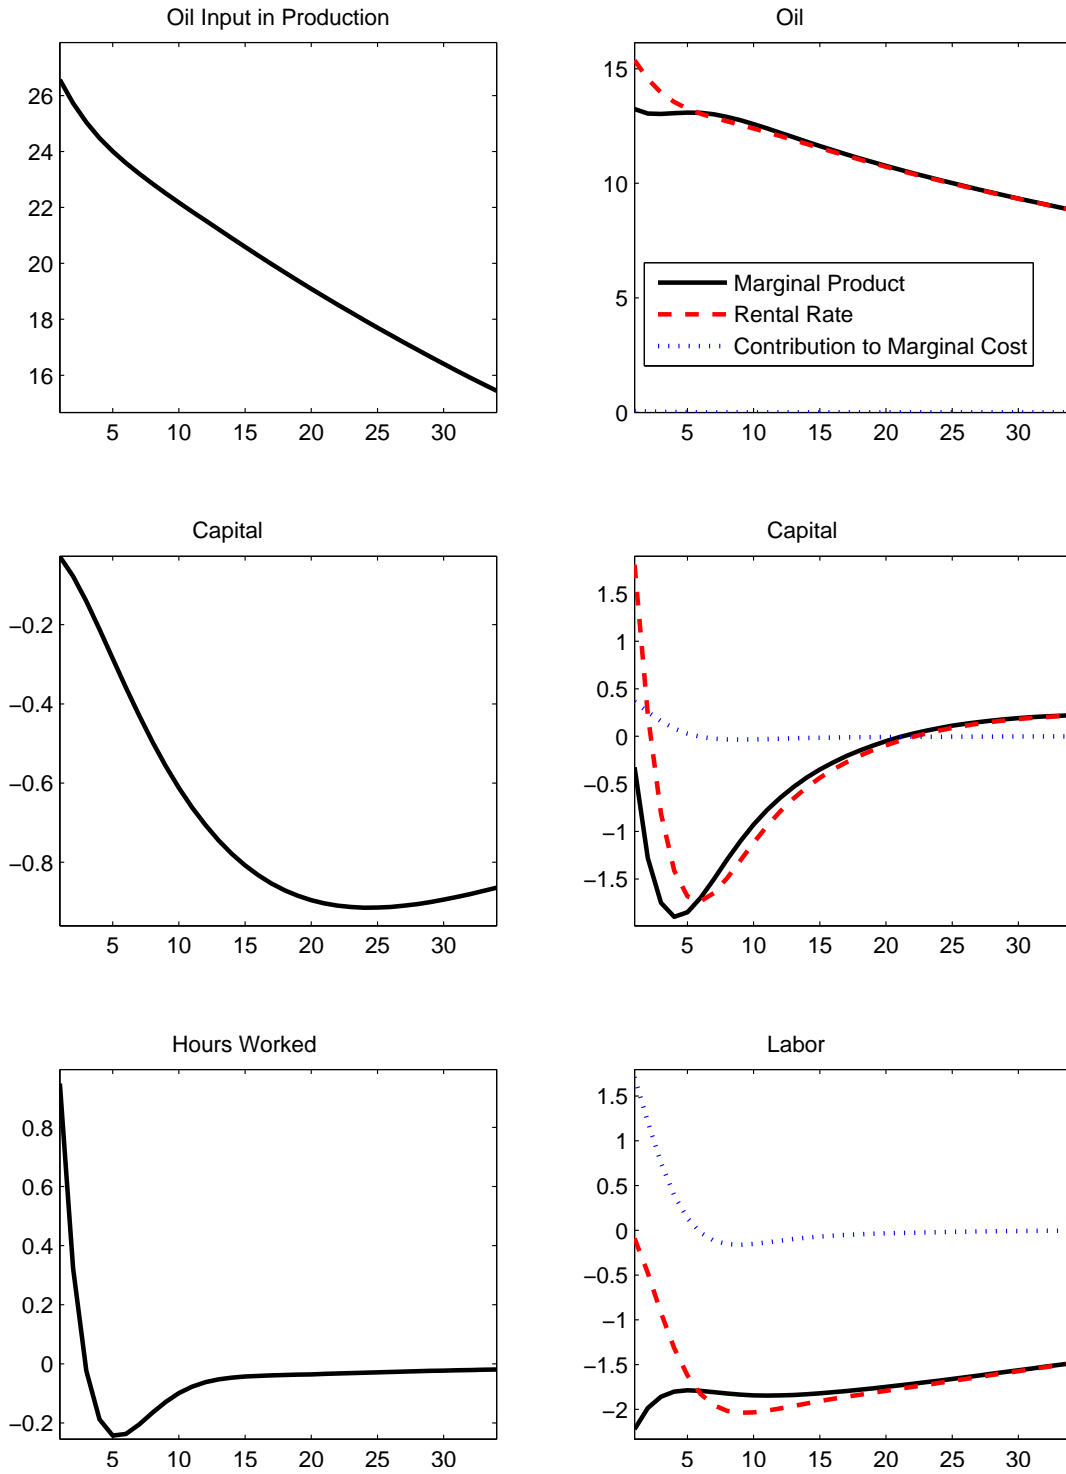 Oil Input in Production
26
24
22
20
18
16
5 10 15 20 25 30
Oil
15
10
5
0
Marginal Product
Rental Rate
Contribution to Marginal Cost
5 10 15 20 25 30
Capital
−0.2
−0.4
−0.6
−0.8
5 10 15 20 25 30
Capital
1.5
1
0.5
0
−0.5
−1
−1.5
5 10 15 20 25 30
Hours Worked
0.8
0.6
0.4
0.2
0
−0.2
5 10 15 20 25 30
Labor
1.5
1
0.5
0
−0.5
−1
−1.5
−2
5 10 15 20 25 30